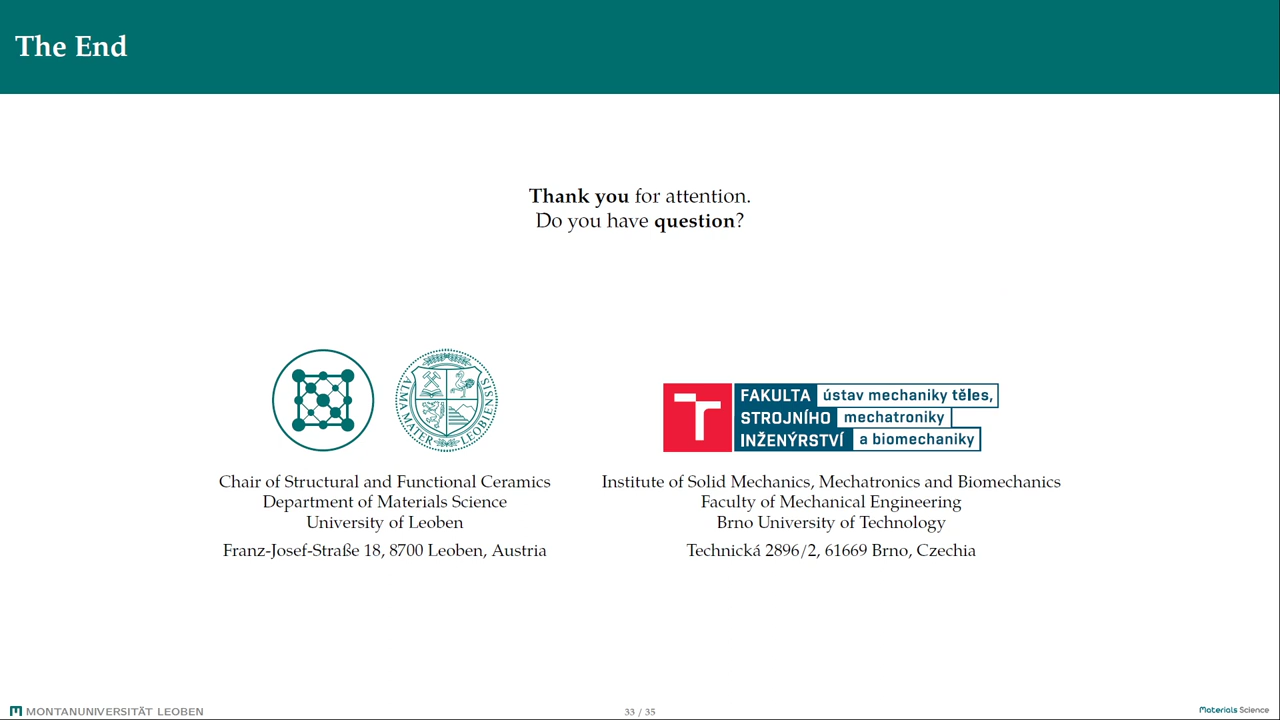 The End
Thank you for attention.
Do you have question?
ALMA MATER LEOBIENSIS
FAKULTA ústav mechaniky těles,
STROJNÍHO mechatroniky
INŽENÝRSTVÍ a biomechaniky
Chair of Structural and Functional Ceramics
Department of Materials Science
University of Leoben
Franz-Josef-Straße 18, 8700 Leoben, Austria
Institute of Solid Mechanics, Mechatronics and Biomechanics
Faculty of Mechanical Engineering
Brno University of Technology
Technická 2896/2, 61669 Brno, Czechia
MONTANUNIVERSITÄT LEOBEN
33 / 35
Materials Science